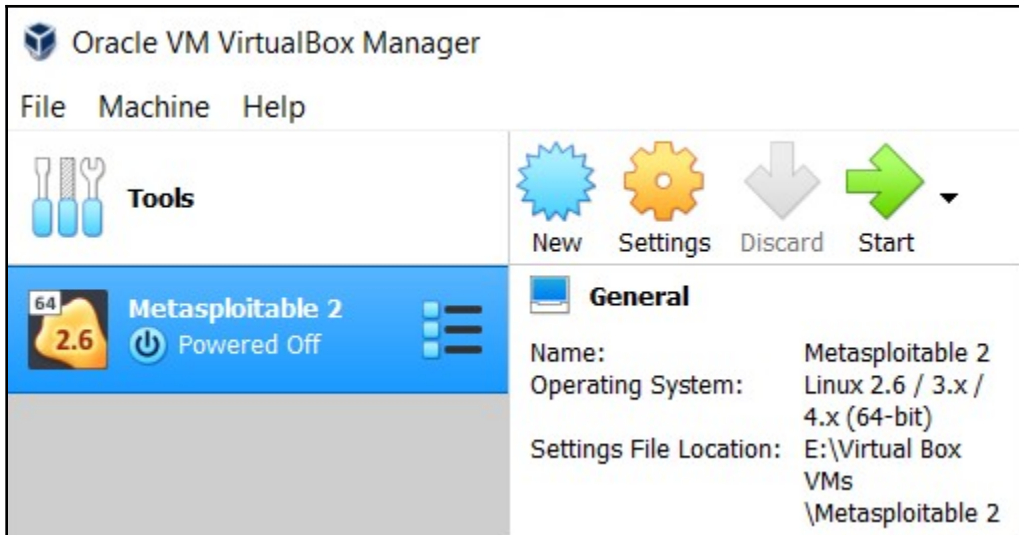 Oracle VM VirtualBox Manager
File Machine Help
Tools
New Settings Discard Start
64
2.6
Metasploitable 2
Powered Off
General
Name: Metasploitable 2
Operating System: Linux 2.6 / 3.x /
4.x (64-bit)
Settings File Location: E:\Virtual Box
VMs
\Metasploitable 2